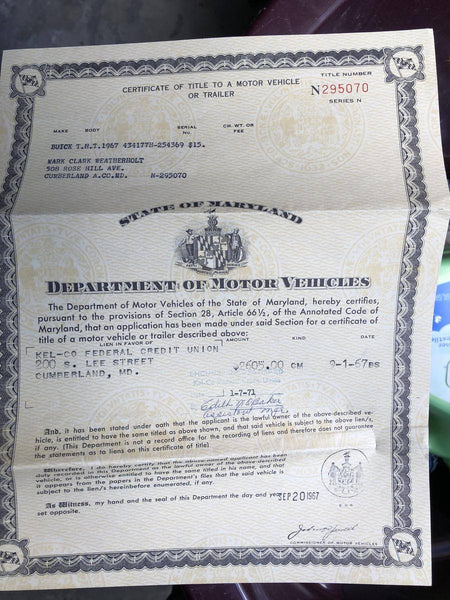 CERTIFICATE OF TITLE TO A MOTOR VEHICLE
OR TRAILER
TITLE NUMBER
N295070
SERIES N
MAKE BODY SERIAL No. CR. WT. OR FEE
BUICK T.H.T.1967 434177H-254369 $15.
MARK CLARK WEATHERHOLT
508 ROSE HILL AVE.
CUMBERLAND A.CO.MD. N-295070
STATE OF MARYLAND
DEPARTMENT OF MOTOR VEHICLES
The Department of Motor Vehicles of the State of Maryland, hereby certifies,
pursuant to the provisions of Section 28, Article 66½, of the Annotated Code of
Maryland, that an application has been made under said Section for a certificate of
title of a motor vehicle or trailer described above:
LIEN IN FAVOR OF AMOUNT KIND DATE
KEL-CO FEDERAL CREDIT UNION
200 S. LEE STREET 2605.00 CM 9-1-67BS
CUMBERLAND, MD.
1-7-71
And, it appears from the statements
as stated under oath that the applicant is the lawful owner of the above-described ve-
hicle, is entitled to have the same titled as above shown, and that said vehicle is subject to the above lien/s,
if any. (This Department is not a record office for the recording of liens and therefore does not guarantee
the statements as to liens on this certificate of title)
Wherefore, I do hereby certify that the above-named applicant has been
duly recorded in this Department as the lawful owner of the above
vehicle, or is otherwise entitled to have the same titled in his name, and that
it appears from the papers in the Department's files that the said vehicle is
subject to the lien/s hereinbefore enumerated, if any.
As Witness, my hand and the seal of this Department the day and year
set opposite.
SEP 20 1967
COMMISSIONER OF MOTOR VEHICLES